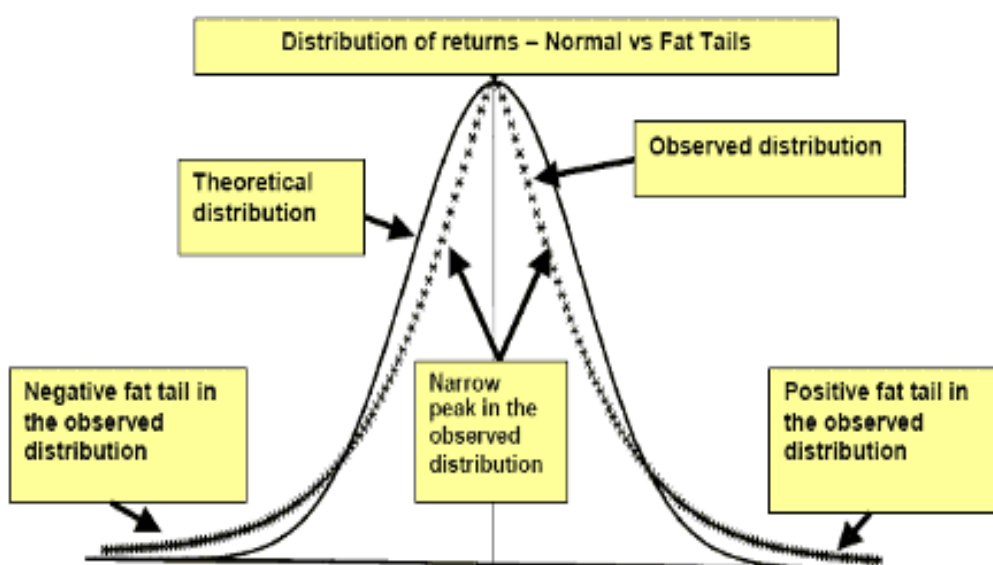 Distribution of returns – Normal vs Fat Tails
Observed distribution
Theoretical
distribution
Negative fat tail in
the observed
distribution
Narrow
peak in the
observed
distribution
Positive fat tail in
the observed
distribution